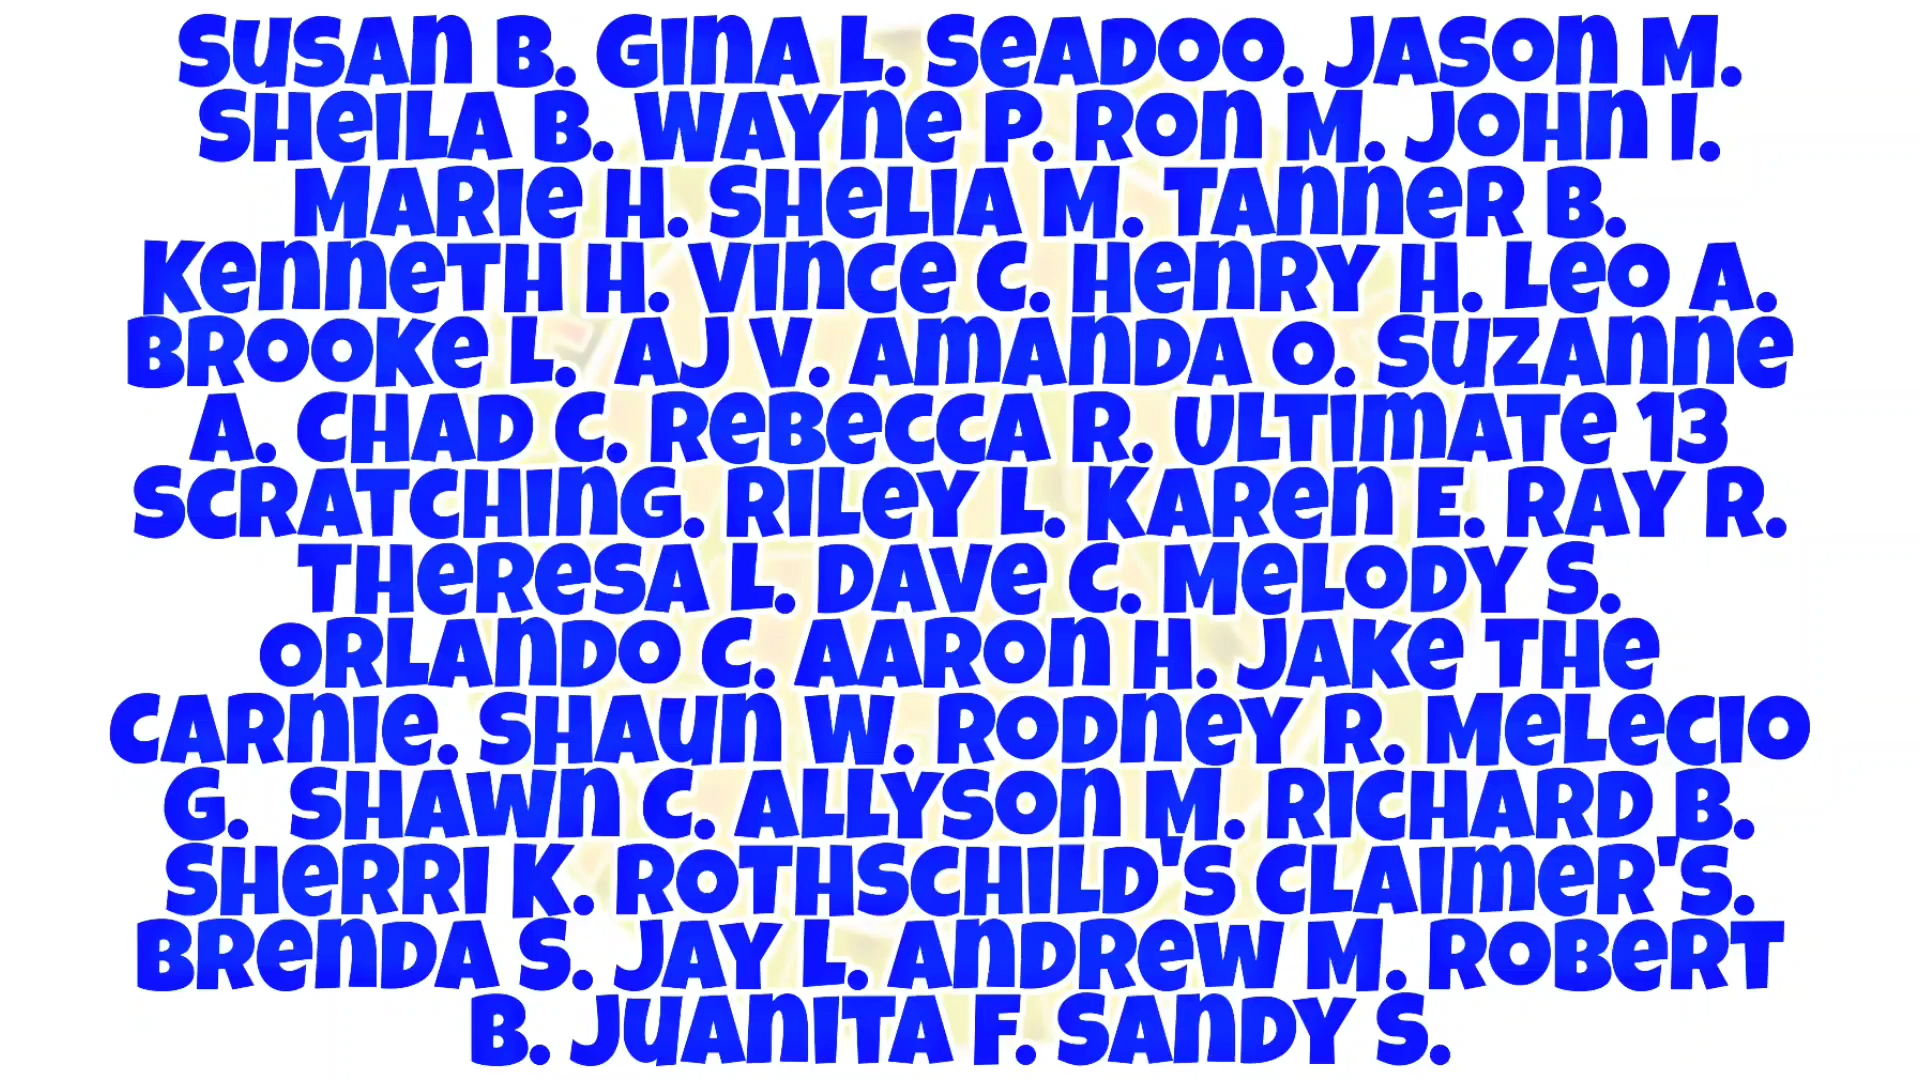 Susan B. Gina L. Seadoo. Jason M.
Sheila B. Wayne P. Ron M. John I.
Marie H. Shelia M. Tanner B.
Kenneth H. Vince C. Henry H. Leo A.
Brooke L. AJ V. Amanda O. Suzanne
A. Chad C. Rebecca R. Ultimate 13
Scratching. Riley L. Karen E. Ray R.
Theresa L. Dave C. Melody S.
Orlando C. Aaron H. Jake The
Carnie. Shaun W. Rodney R. Melecio
G. Shawn C. Allyson M. Richard B.
Sherri K. Rothschild's Claimer's.
Brenda S. Jay L. Andrew M. Robert
B. Juanita F. Sandy S.